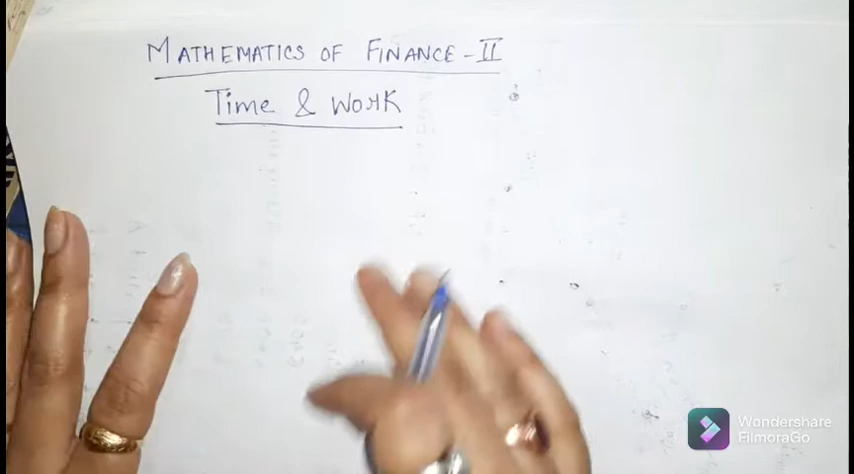 MATHEMATICS OF FINANCE - II
Time & Work
Wondershare
FilmoraGo